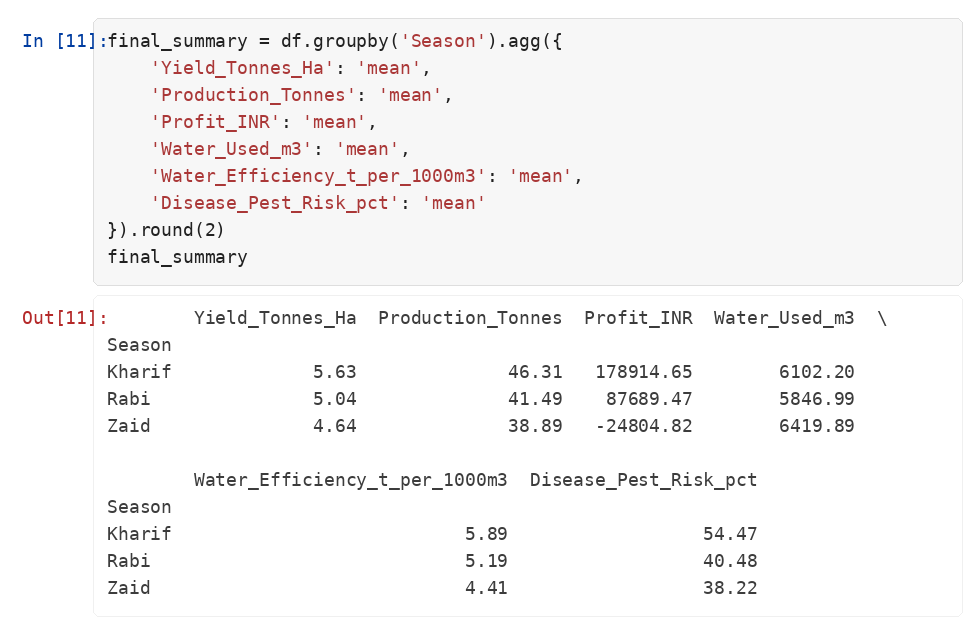 In [11]:final_summary = df.groupby('Season').agg({
    'Yield_Tonnes_Ha': 'mean',
    'Production_Tonnes': 'mean',
    'Profit_INR': 'mean',
    'Water_Used_m3': 'mean',
    'Water_Efficiency_t_per_1000m3': 'mean',
    'Disease_Pest_Risk_pct': 'mean'
}).round(2)
final_summary
Out[11]:        Yield_Tonnes_Ha  Production_Tonnes  Profit_INR  Water_Used_m3  \
Season
Kharif             5.63              46.31   178914.65        6102.20
Rabi               5.04              41.49    87689.47        5846.99
Zaid               4.64              38.89   -24804.82        6419.89
        Water_Efficiency_t_per_1000m3  Disease_Pest_Risk_pct
Season
Kharif                           5.89                  54.47
Rabi                             5.19                  40.48
Zaid                             4.41                  38.22